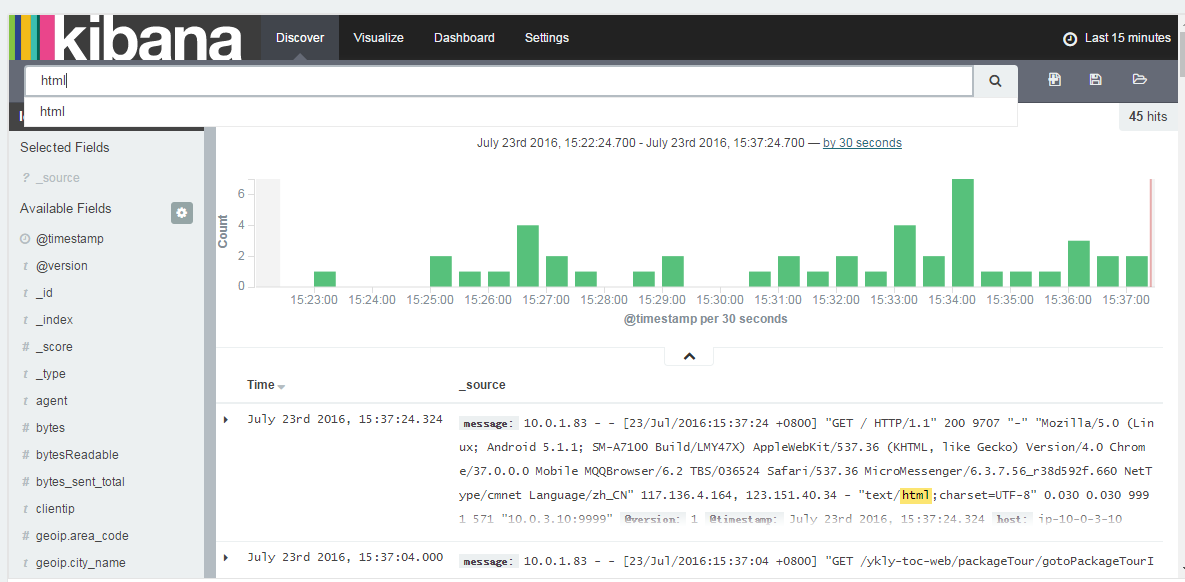 kibana
Discover Visualize Dashboard Settings Last 15 minutes
html
html
45 hits
Selected Fields
? _source
Available Fields
@timestamp
t @version
t _id
t _index
# _score
t _type
t agent
# bytes
# bytesReadable
# bytes_sent_total
t clientip
# geoip.area_code
t geoip.city_name
July 23rd 2016, 15:22:24.700 - July 23rd 2016, 15:37:24.700 — by 30 seconds
Count
6
4
2
0
15:23:00 15:24:00 15:25:00 15:26:00 15:27:00 15:28:00 15:29:00 15:30:00 15:31:00 15:32:00 15:33:00 15:34:00 15:35:00 15:36:00 15:37:00
@timestamp per 30 seconds
Time _source
July 23rd 2016, 15:37:24.324 message: 10.0.1.83 - - [23/Jul/2016:15:37:24 +0800] "GET / HTTP/1.1" 200 9707 "-" "Mozilla/5.0 (Lin
ux; Android 5.1.1; SM-A7100 Build/LMY47X) AppleWebKit/537.36 (KHTML, like Gecko) Version/4.0 Chrom
e/37.0.0.0 Mobile MQQBrowser/6.2 TBS/036524 Safari/537.36 MicroMessenger/6.3.7.56_r38d592f.660 NetT
ype/cmnet Language/zh_CN" 117.136.4.164, 123.151.40.34 - "text/html;charset=UTF-8" 0.030 0.030 999
1 571 "10.0.3.10:9999" @version: 1 @timestamp: July 23rd 2016, 15:37:24.324 host: ip-10-0-3-10
July 23rd 2016, 15:37:04.000 message: 10.0.1.83 - - [23/Jul/2016:15:37:04 +0800] "GET /ykly-toc-web/packageTour/gotoPackageTourI